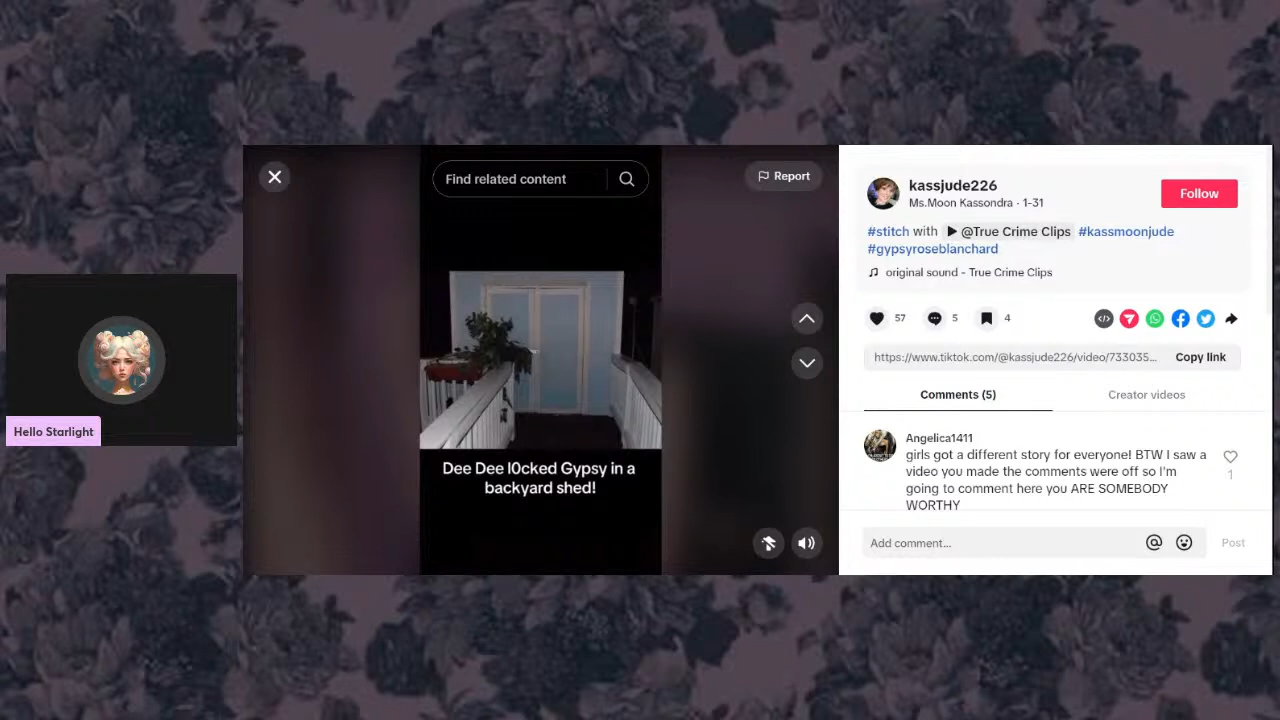 Find related content
Report
Dee Dee l0cked Gypsy in a
backyard shed!
Hello Starlight
kassjude226
Ms.Moon Kassondra · 1-31
Follow
#stitch with ▶ @True Crime Clips #kassmoonjude
#gypsyroseblanchard
original sound - True Crime Clips
57
5
4
https://www.tiktok.com/@kassjude226/video/733035...
Copy link
Comments (5)
Creator videos
Angelica1411
girls got a different story for everyone! BTW I saw a
video you made the comments were off so I'm
going to comment here you ARE SOMEBODY
WORTHY
1
Add comment...
Post